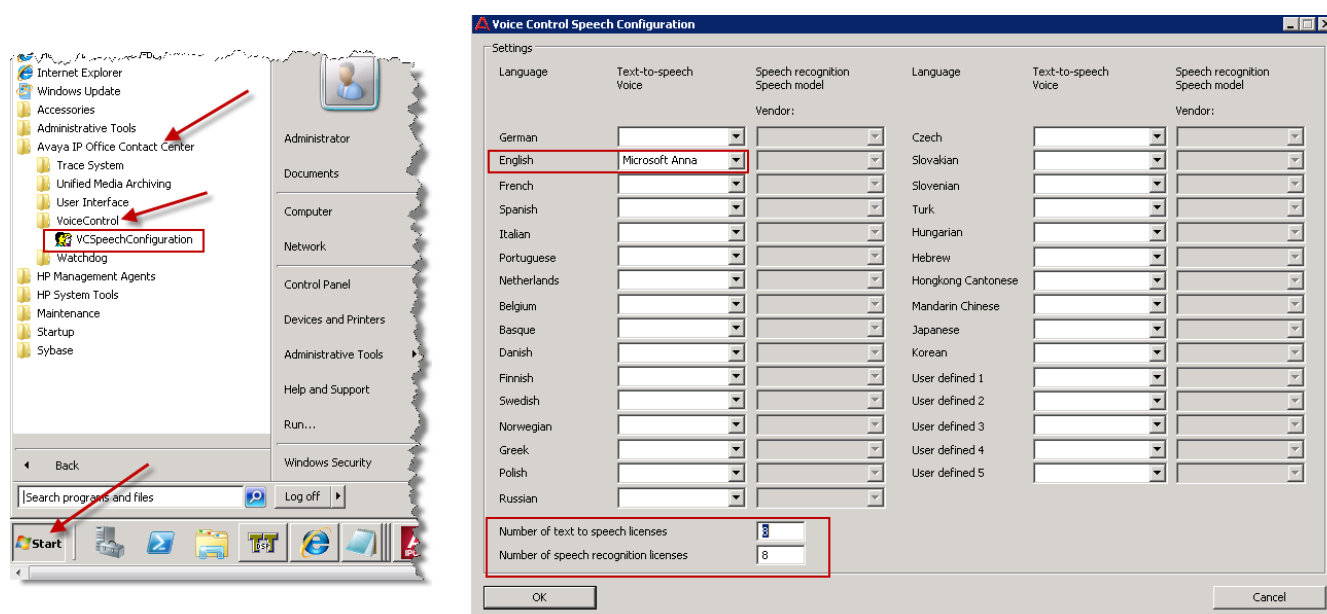 Internet Explorer
Windows Update
Accessories
Administrative Tools
Avaya IP Office Contact Center
Trace System
Unified Media Archiving
User Interface
VoiceControl
VCSpeechConfiguration
Watchdog
HP Management Agents
HP System Tools
Maintenance
Startup
Sybase
Back
Search programs and files
Administrator
Documents
Computer
Network
Control Panel
Devices and Printers
Administrative Tools
Help and Support
Run...
Windows Security
Log off
Start
Voice Control Speech Configuration
Settings
Language Text-to-speech Voice Speech recognition Speech model Language Text-to-speech Voice Speech recognition Speech model
Vendor: Vendor:
German Czech
English Microsoft Anna Slovakian
French Slovenian
Spanish Turk
Italian Hungarian
Portuguese Hebrew
Netherlands Hongkong Cantonese
Belgium Mandarin Chinese
Basque Japanese
Danish Korean
Finnish User defined 1
Swedish User defined 2
Norwegian User defined 3
Greek User defined 4
Polish User defined 5
Russian
Number of text to speech licenses 8
Number of speech recognition licenses 8
OK Cancel